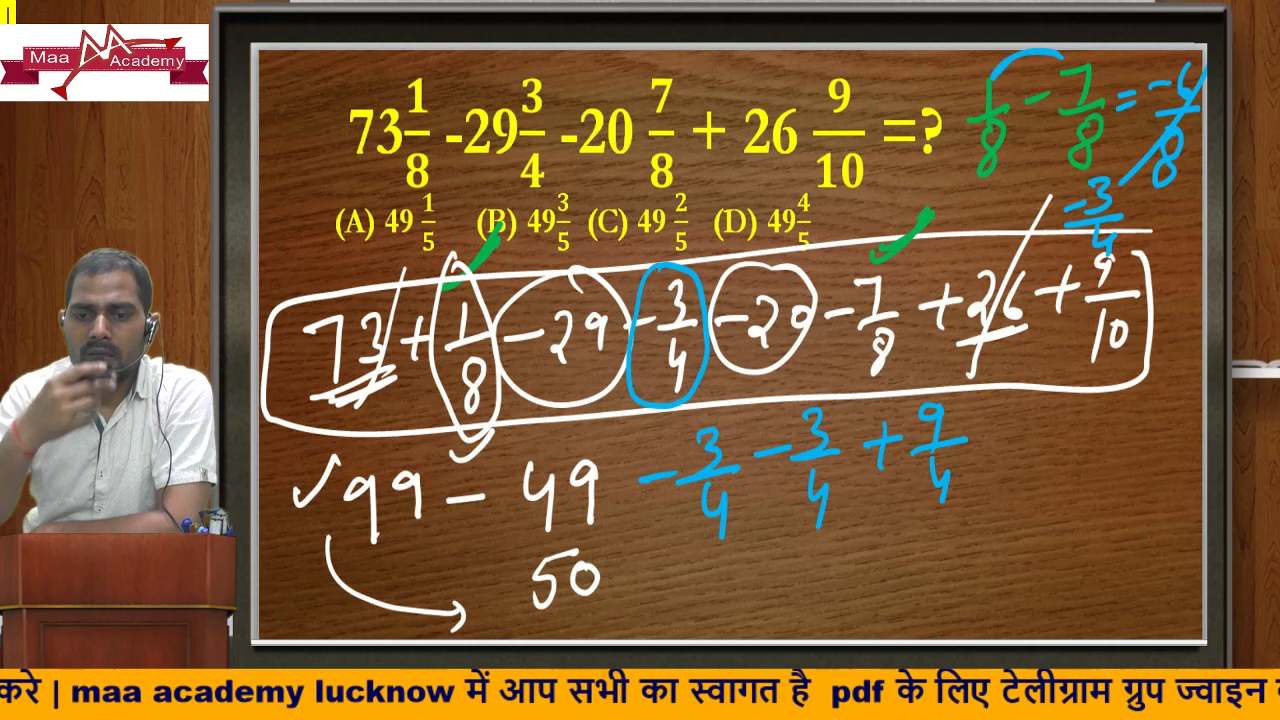 Maa Academy
73 1/8 -29 3/4 -20 7/8 + 26 9/10 =?
1/8 - 7/8 = -6/8
-3/4
(A) 49 1/5 (B) 49 3/5 (C) 49 2/5 (D) 49 4/5
73 + 1/8 - 29 - 3/4 - 20 - 7/8 + 26 + 9/10
99 - 49 - 3/4 - 3/4 + 9/4
50
करे | maa academy lucknow में आप सभी का स्वागत है pdf के लिए टेलीग्राम ग्रुप ज्वाइन